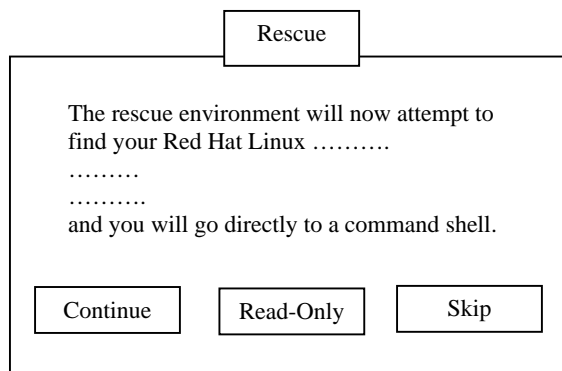 Rescue
The rescue environment will now attempt to
find your Red Hat Linux ……….
………
……….
and you will go directly to a command shell.
Continue Read-Only Skip